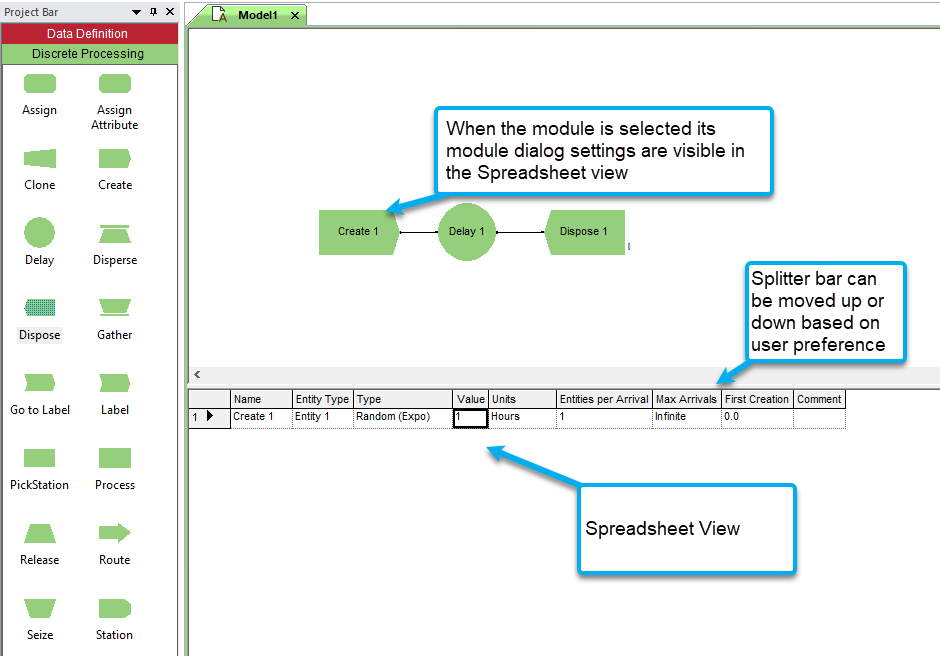 Project Bar
Data Definition
Discrete Processing
Assign
Assign
Attribute
Clone
Create
Delay
Disperse
Dispose
Gather
Go to Label
Label
PickStation
Process
Release
Route
Seize
Station
Model1
When the module is selected its
module dialog settings are visible in
the Spreadsheet view
Create 1
Delay 1
Dispose 1
Splitter bar can
be moved up or
down based on
user preference
Name Entity Type Type Value Units Entities per Arrival Max Arrivals First Creation Comment
1 Create 1 Entity 1 Random (Expo) 1 Hours 1 Infinite 0.0
Spreadsheet View